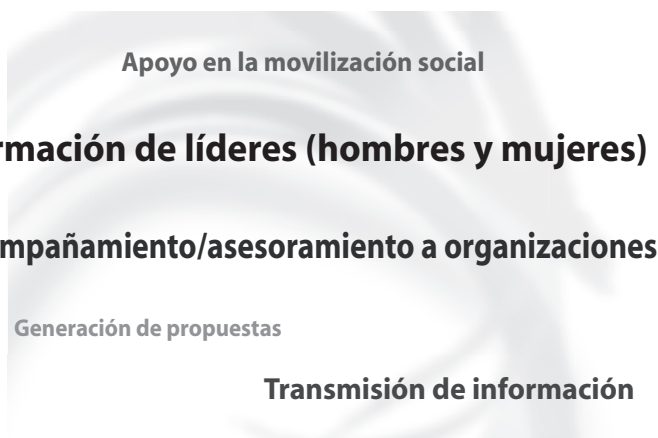 Apoyo en la movilización social
rmación de líderes (hombres y mujeres)
mpañamiento/asesoramiento a organizaciones
Generación de propuestas
Transmisión de información